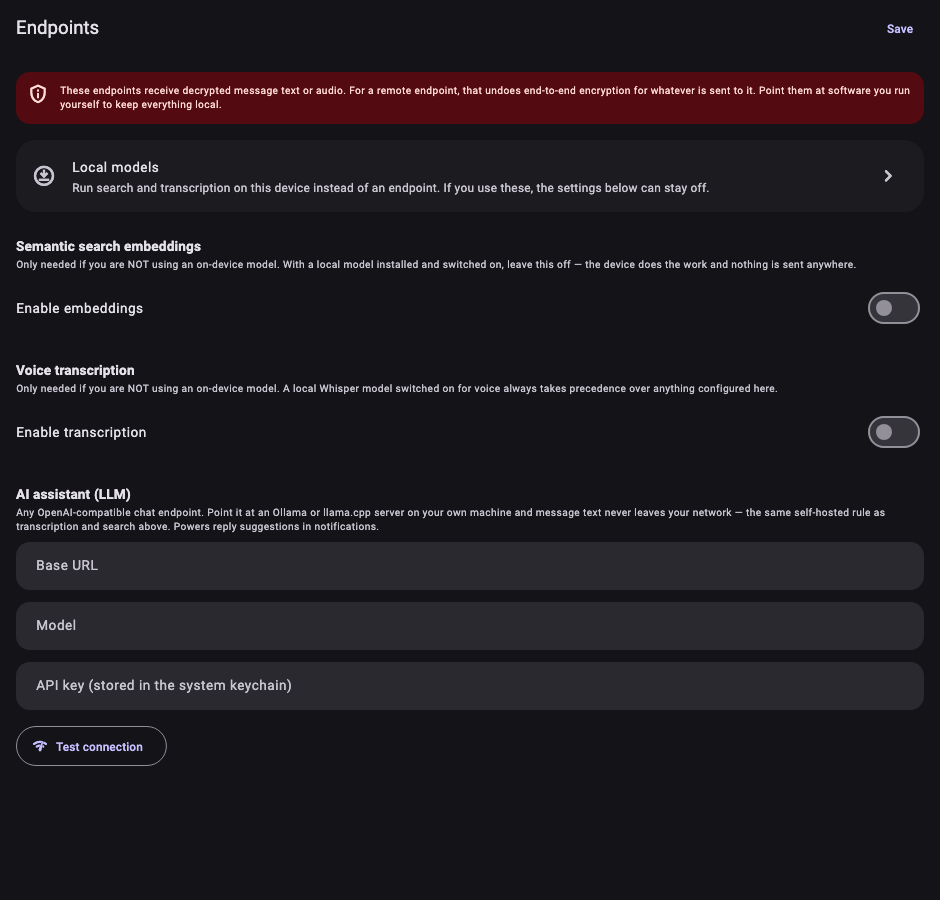 Endpoints
Save
These endpoints receive decrypted message text or audio. For a remote endpoint, that undoes end-to-end encryption for whatever is sent to it. Point them at software you run
yourself to keep everything local.
Local models
Run search and transcription on this device instead of an endpoint. If you use these, the settings below can stay off.
Semantic search embeddings
Only needed if you are NOT using an on-device model. With a local model installed and switched on, leave this off — the device does the work and nothing is sent anywhere.
Enable embeddings
Voice transcription
Only needed if you are NOT using an on-device model. A local Whisper model switched on for voice always takes precedence over anything configured here.
Enable transcription
AI assistant (LLM)
Any OpenAI-compatible chat endpoint. Point it at an Ollama or llama.cpp server on your own machine and message text never leaves your network — the same self-hosted rule as
transcription and search above. Powers reply suggestions in notifications.
Base URL
Model
API key (stored in the system keychain)
Test connection